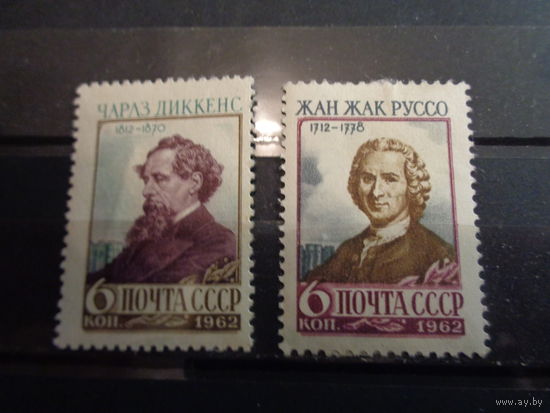 ЧАРЛЗ ДИККЕНС
1812-1870
6 ПОЧТА СССР
КОП. 1962
ЖАН ЖАК РУССО
1712-1778
6 ПОЧТА СССР
КОП. 1962
www.ay.by